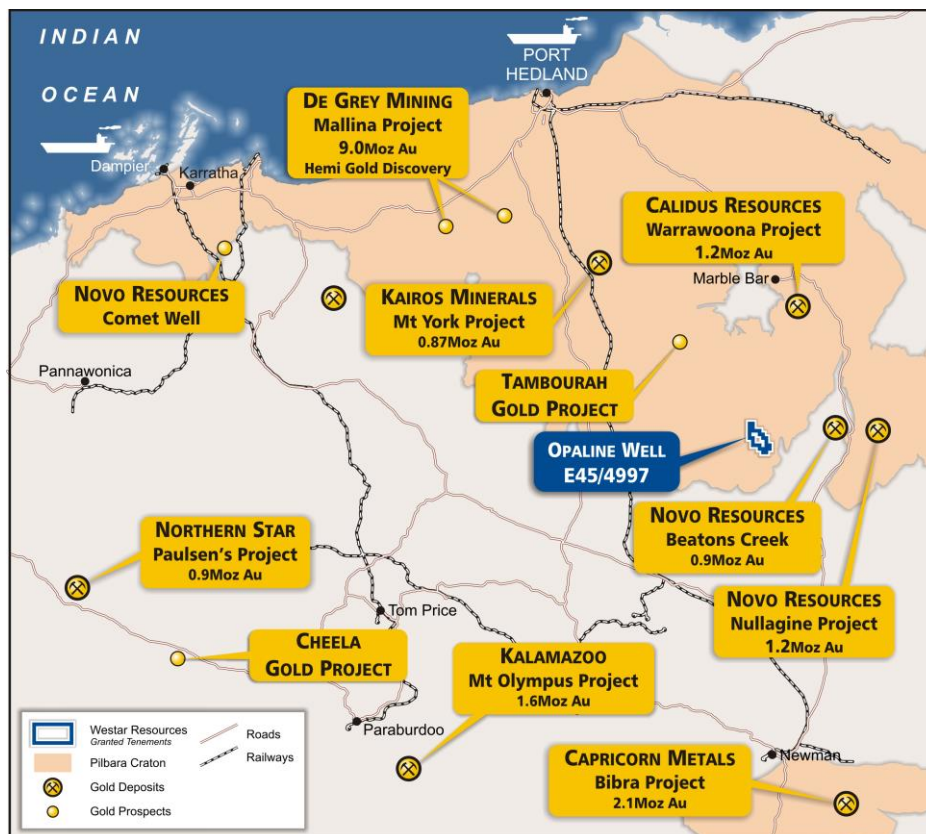 INDIAN
OCEAN
PORT
HEDLAND
DE GREY MINING
Mallina Project
9.0Moz Au
Hemi Gold Discovery
Dampier
Karratha
CALIDUS RESOURCES
Warrawoona Project
1.2Moz Au
Marble Bar
NOVO RESOURCES
Comet Well
KAIROS MINERALS
Mt York Project
0.87Moz Au
Pannawonica
TAMBOURAH
GOLD PROJECT
OPALINE WELL
E45/4997
NOVO RESOURCES
Beatons Creek
0.9Moz Au
NORTHERN STAR
Paulsen's Project
0.9Moz Au
Tom Price
NOVO RESOURCES
Nullagine Project
1.2Moz Au
CHEELA
GOLD PROJECT
KALAMAZOO
Mt Olympus Project
1.6Moz Au
Paraburdoo
Newman
CAPRICORN METALS
Bibra Project
2.1Moz Au
Westar Resources
Granted Tenements
Pilbara Craton
Gold Deposits
Gold Prospects
Roads
Railways